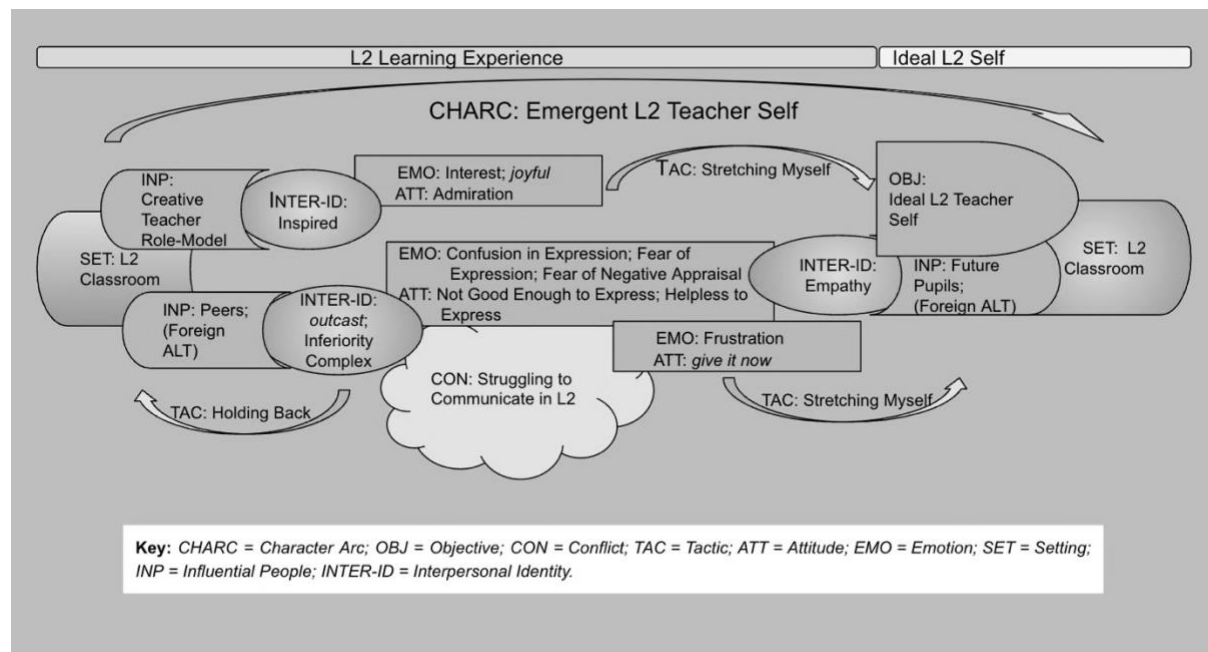 L2 Learning Experience
Ideal L2 Self
CHARC: Emergent L2 Teacher Self
INP:
Creative
Teacher
Role-Model
INTER-ID:
Inspired
EMO: Interest; joyful
ATT: Admiration
TAC: Stretching Myself
OBJ:
Ideal L2 Teacher
Self
SET: L2
Classroom
EMO: Confusion in Expression; Fear of
Expression; Fear of Negative Appraisal
ATT: Not Good Enough to Express; Helpless to
Express
INTER-ID:
Empathy
INP: Future
Pupils;
(Foreign ALT)
SET: L2
Classroom
INP: Peers;
(Foreign
ALT)
INTER-ID:
outcast;
Inferiority
Complex
EMO: Frustration
ATT: give it now
CON: Struggling to
Communicate in L2
TAC: Holding Back
TAC: Stretching Myself
Key: CHARC = Character Arc; OBJ = Objective; CON = Conflict; TAC = Tactic; ATT = Attitude; EMO = Emotion; SET = Setting;
INP = Influential People; INTER-ID = Interpersonal Identity.